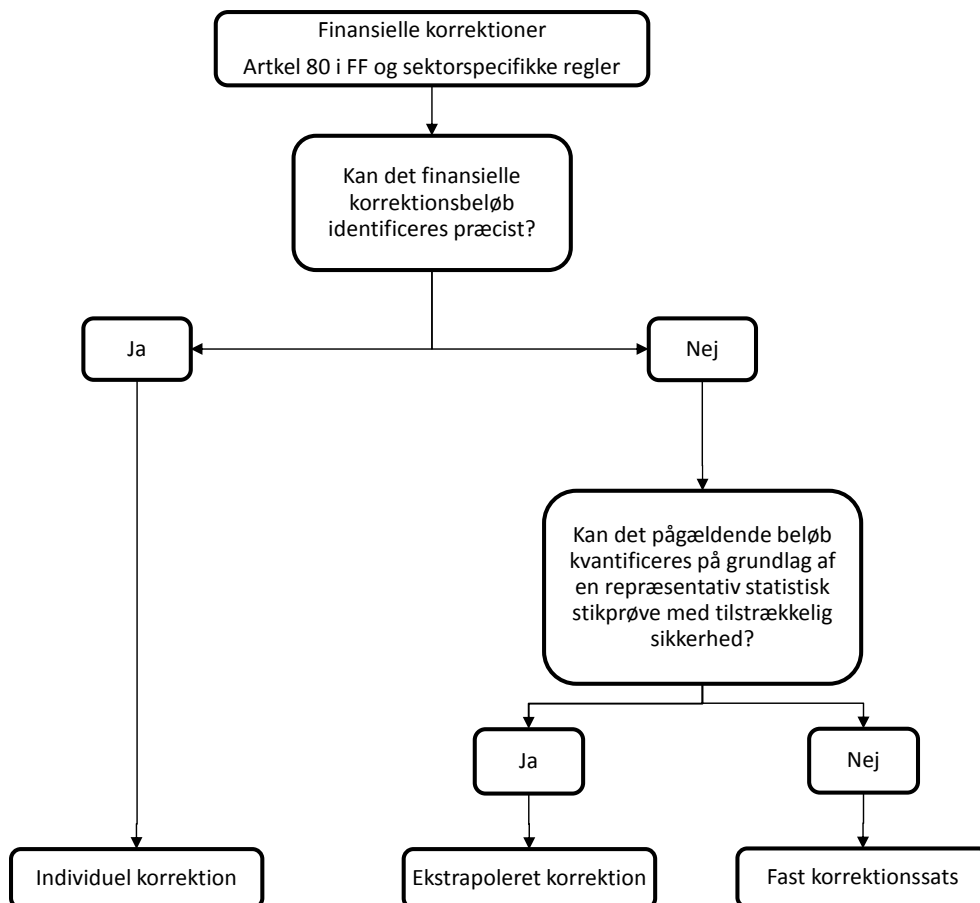 Finansielle korrektioner
Artkel 80 i FF og sektorspecifikke regler
Kan det finansielle
korrektionsbeløb
identificeres præcist?
Ja
Nej
Kan det pågældende beløb
kvantificeres på grundlag af
en repræsentativ statistisk
stikprøve med tilstrækkelig
sikkerhed?
Ja
Nej
Individuel korrektion
Ekstrapoleret korrektion
Fast korrektionssats